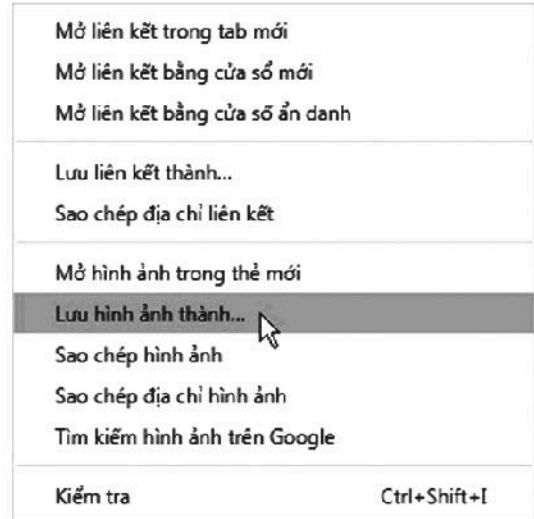 Mở liên kết trong tab mới
Mở liên kết bằng cửa sổ mới
Mở liên kết bằng cửa sổ ẩn danh
Lưu liên kết thành...
Sao chép địa chỉ liên kết
Mở hình ảnh trong thẻ mới
Lưu hình ảnh thành...
Sao chép hình ảnh
Sao chép địa chỉ hình ảnh
Tìm kiếm hình ảnh trên Google
Kiểm tra Ctrl+Shift+I